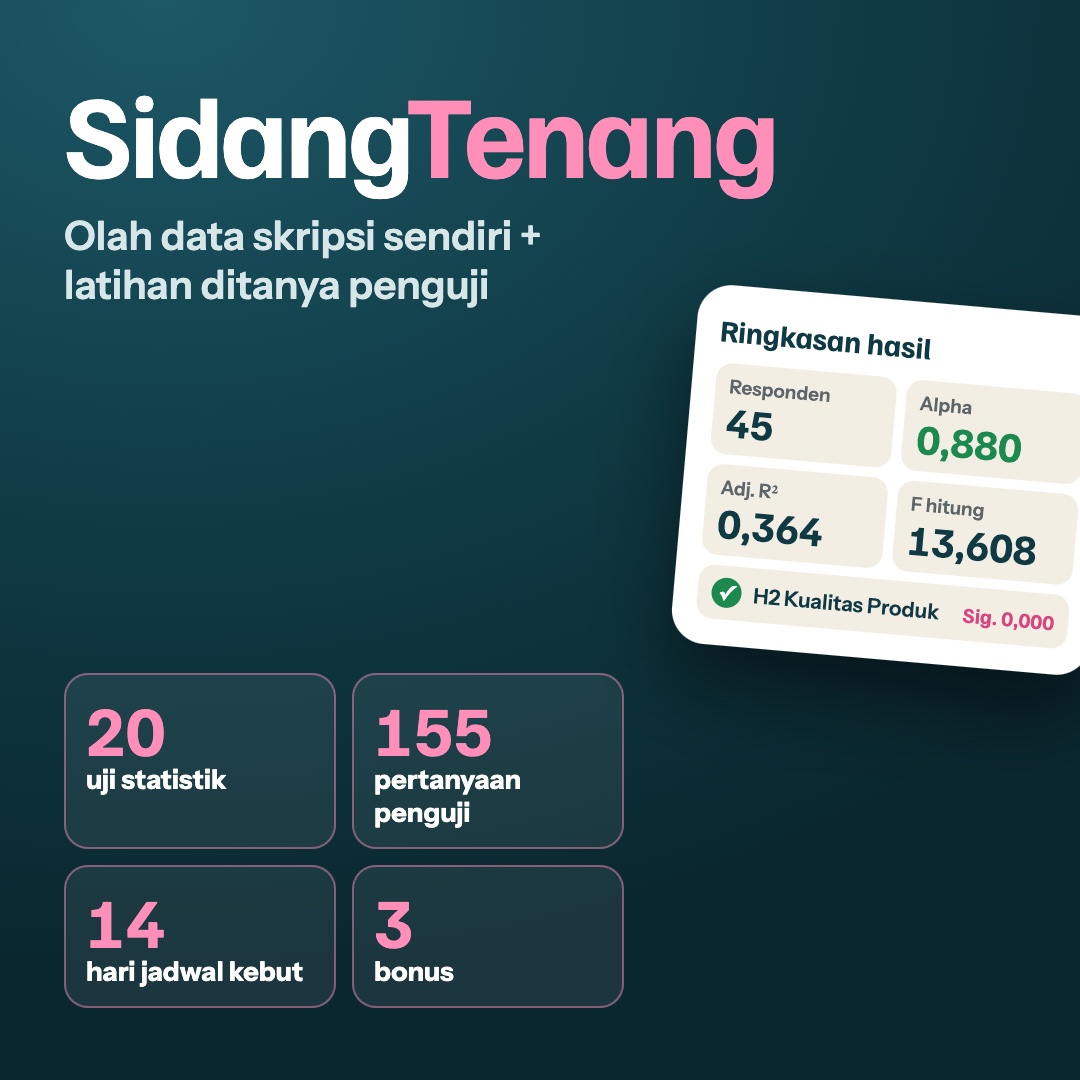 SidangTenang
Olah data skripsi sendiri +
latihan ditanya penguji
Ringkasan hasil
Responden
45
Alpha
0,880
Adj. R²
0,364
F hitung
13,608
H2 Kualitas Produk Sig. 0,000
20
uji statistik
155
pertanyaan
penguji
14
hari jadwal kebut
3
bonus